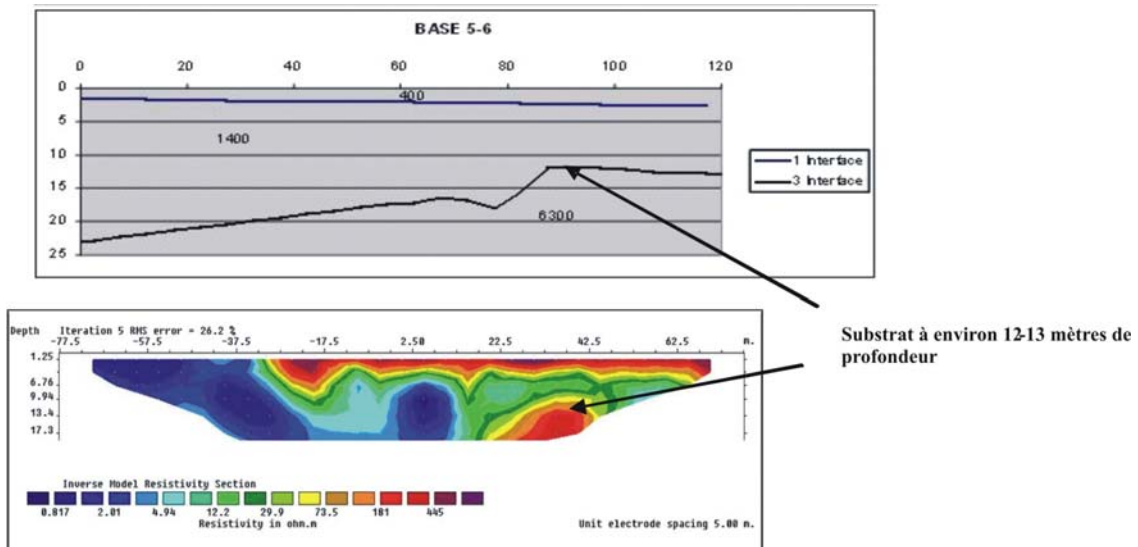 BASE 5-6
0 20 40 60 80 100 120
0
5
10
15
20
25
400
1400
6300
1 Interface
3 Interface
Substrat à environ 12-13 mètres de
profondeur
Depth Iteration 5 RMS error = 26.2 %
-77.5 -57.5 -37.5 -17.5 2.50 22.5 42.5 62.5 m.
1.25
6.76
9.94
13.4
17.3
Inverse Model Resistivity Section
0.817 2.01 4.94 12.2 29.9 73.5 181 445
Resistivity in ohm.m
Unit electrode spacing 5.00 m.